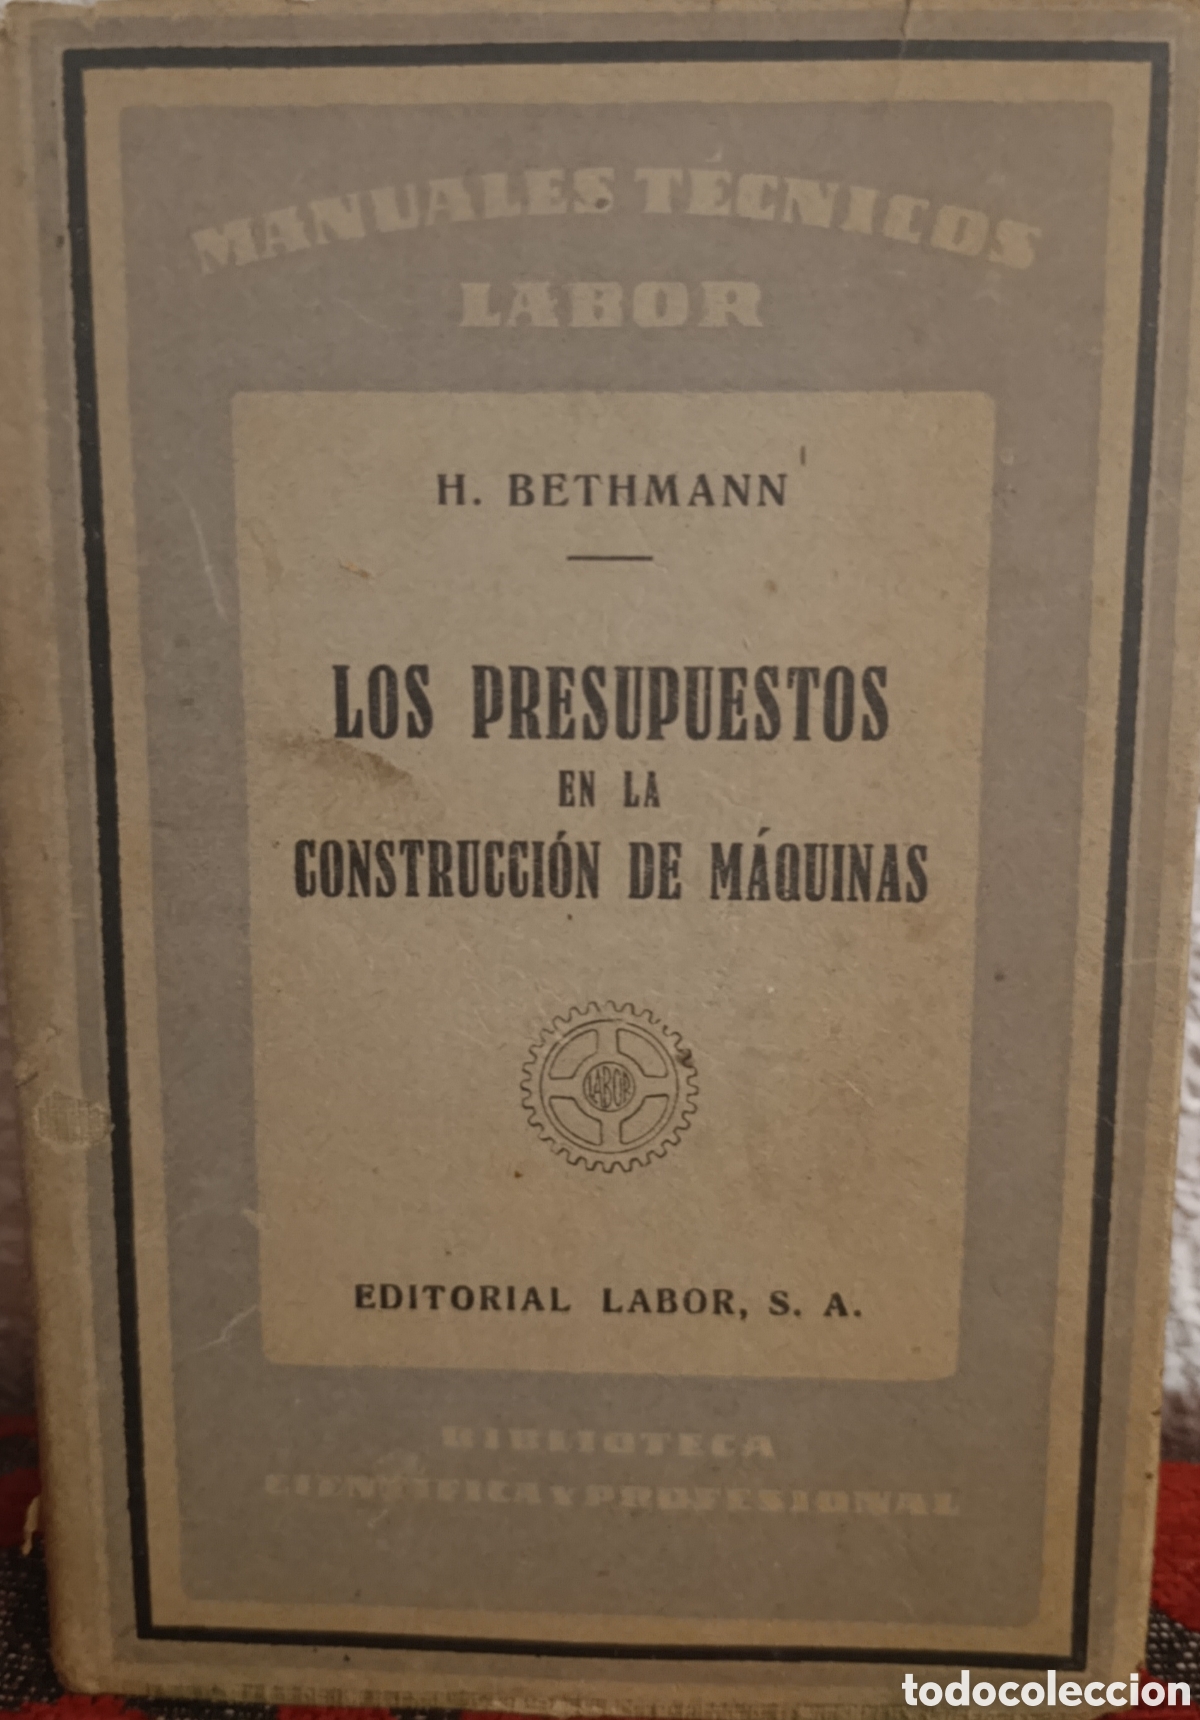 MANUALES TÉCNICOS
LABOR
H. BETHMANN
LOS PRESUPUESTOS
EN LA
CONSTRUCCIÓN DE MÁQUINAS
LABOR
EDITORIAL LABOR, S. A.
BIBLIOTECA
CIENTÍFICA Y PROFESIONAL
todocoleccion